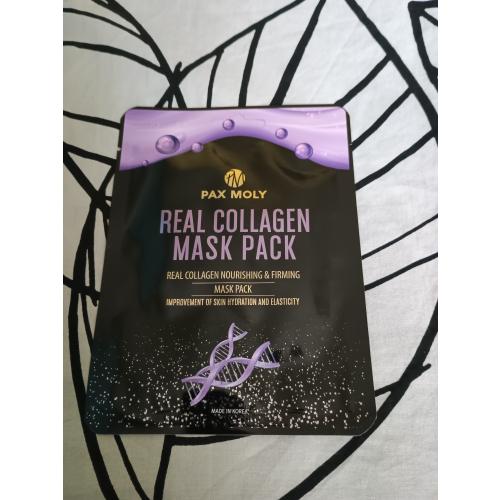 PM
PAX MOLY
REAL COLLAGEN
MASK PACK
REAL COLLAGEN NOURISHING & FIRMING
MASK PACK
IMPROVEMENT OF SKIN HYDRATION AND ELASTICITY
MADE IN KOREA